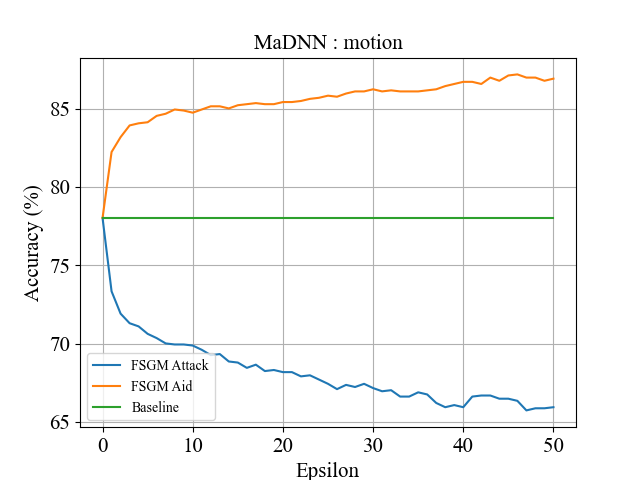 MaDNN : motion
Accuracy (%)
85
80
75
70
65
FSGM Attack
FSGM Aid
Baseline
0 10 20 30 40 50
Epsilon